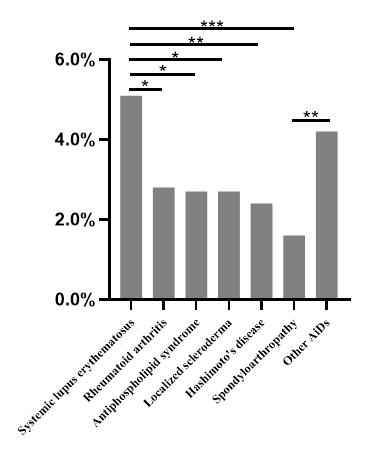 ***
**
*
*
*
**
6.0%
4.0%
2.0%
0.0%
Systemic lupus erythematosus
Rheumatoid arthritis
Antiphospholipid syndrome
Localized scleroderma
Hashimoto's disease
Spondyloarthropathy
Other AIDs